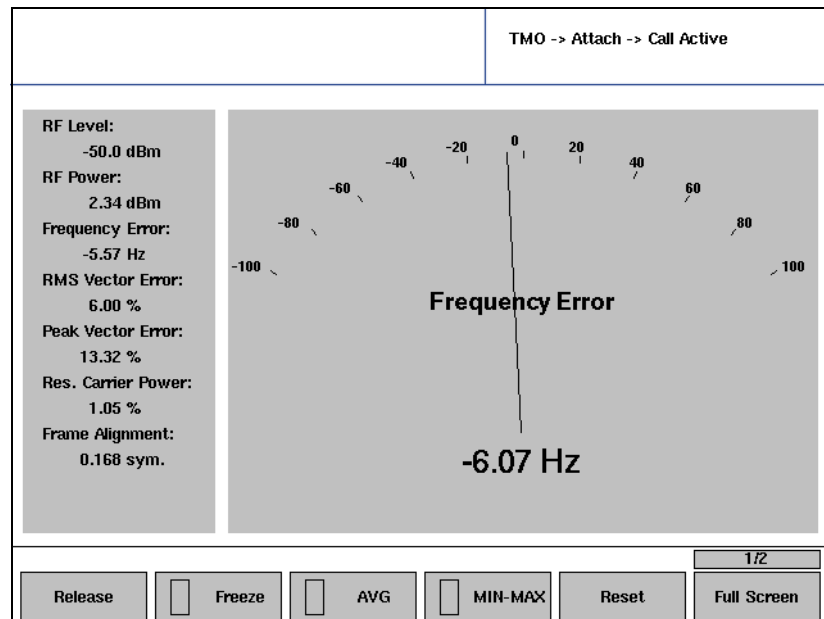 TMO -> Attach -> Call Active
RF Level:
-50.0 dBm
RF Power:
2.34 dBm
Frequency Error:
-5.57 Hz
RMS Vector Error:
6.00 %
Peak Vector Error:
13.32 %
Res. Carrier Power:
1.05 %
Frame Alignment:
0.168 sym.
-100 -80 -60 -40 -20 0 20 40 60 80 100
Frequency Error
-6.07 Hz
1/2
Release Freeze AVG MIN-MAX Reset Full Screen